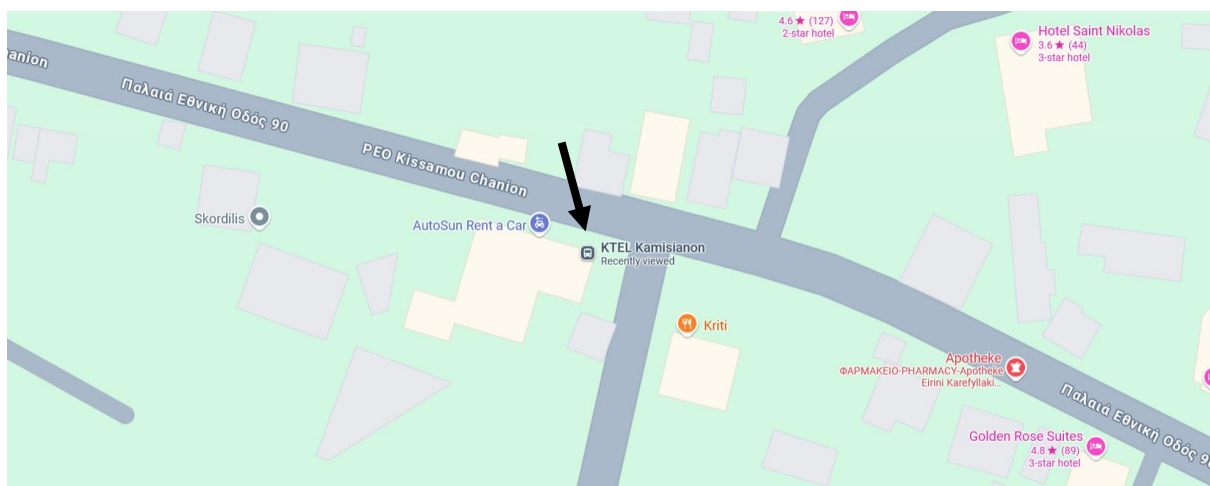 4.6 ★ (127)
2-star hotel
Hotel Saint Nikolas
3.6 ★ (44)
3-star hotel
anion
Παλαιά Εθνική Οδός 90
PEO Kissamou Chanion
Skordilis
AutoSun Rent a Car
KTEL Kamisianon
Recently viewed
Kriti
Apotheke
ΦΑΡΜΑΚΕΙΟ-PHARMACY-Apotheke
Eirini Karefyllaki...
Παλαιά Εθνική Οδός 90
Golden Rose Suites
4.8 ★ (89)
3-star hotel